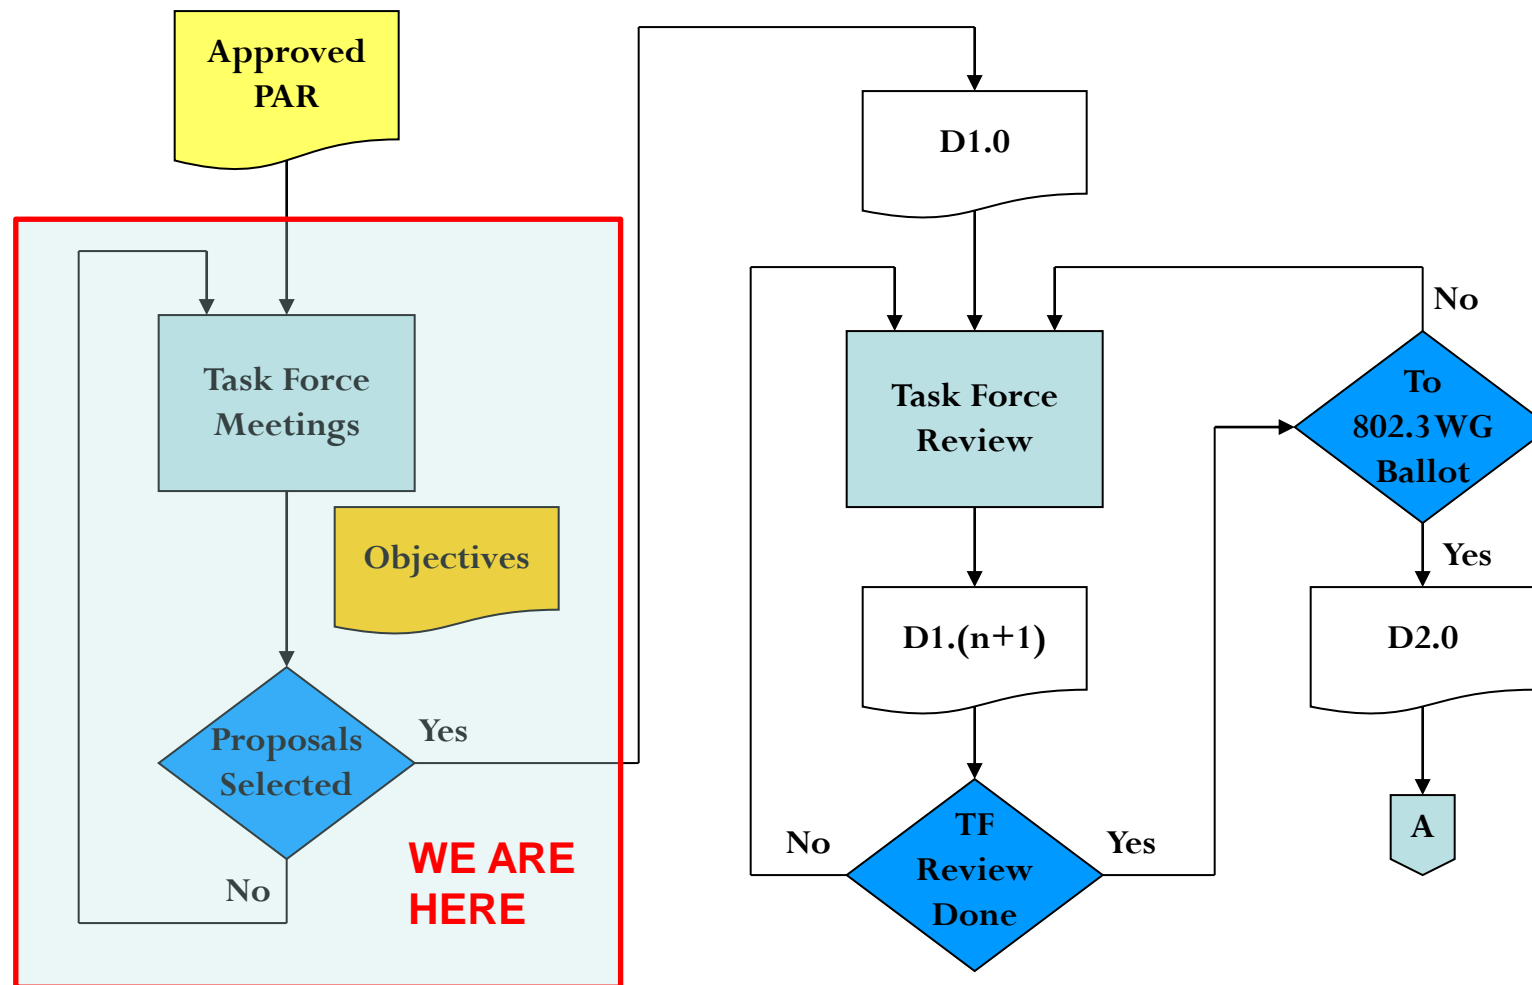 Approved
PAR
Task Force
Meetings
Objectives
Proposals
Selected
Yes
No
WE ARE
HERE
D1.0
Task Force
Review
D1.(n+1)
TF
Review
Done
No
Yes
To
802.3 WG
Ballot
No
Yes
D2.0
A